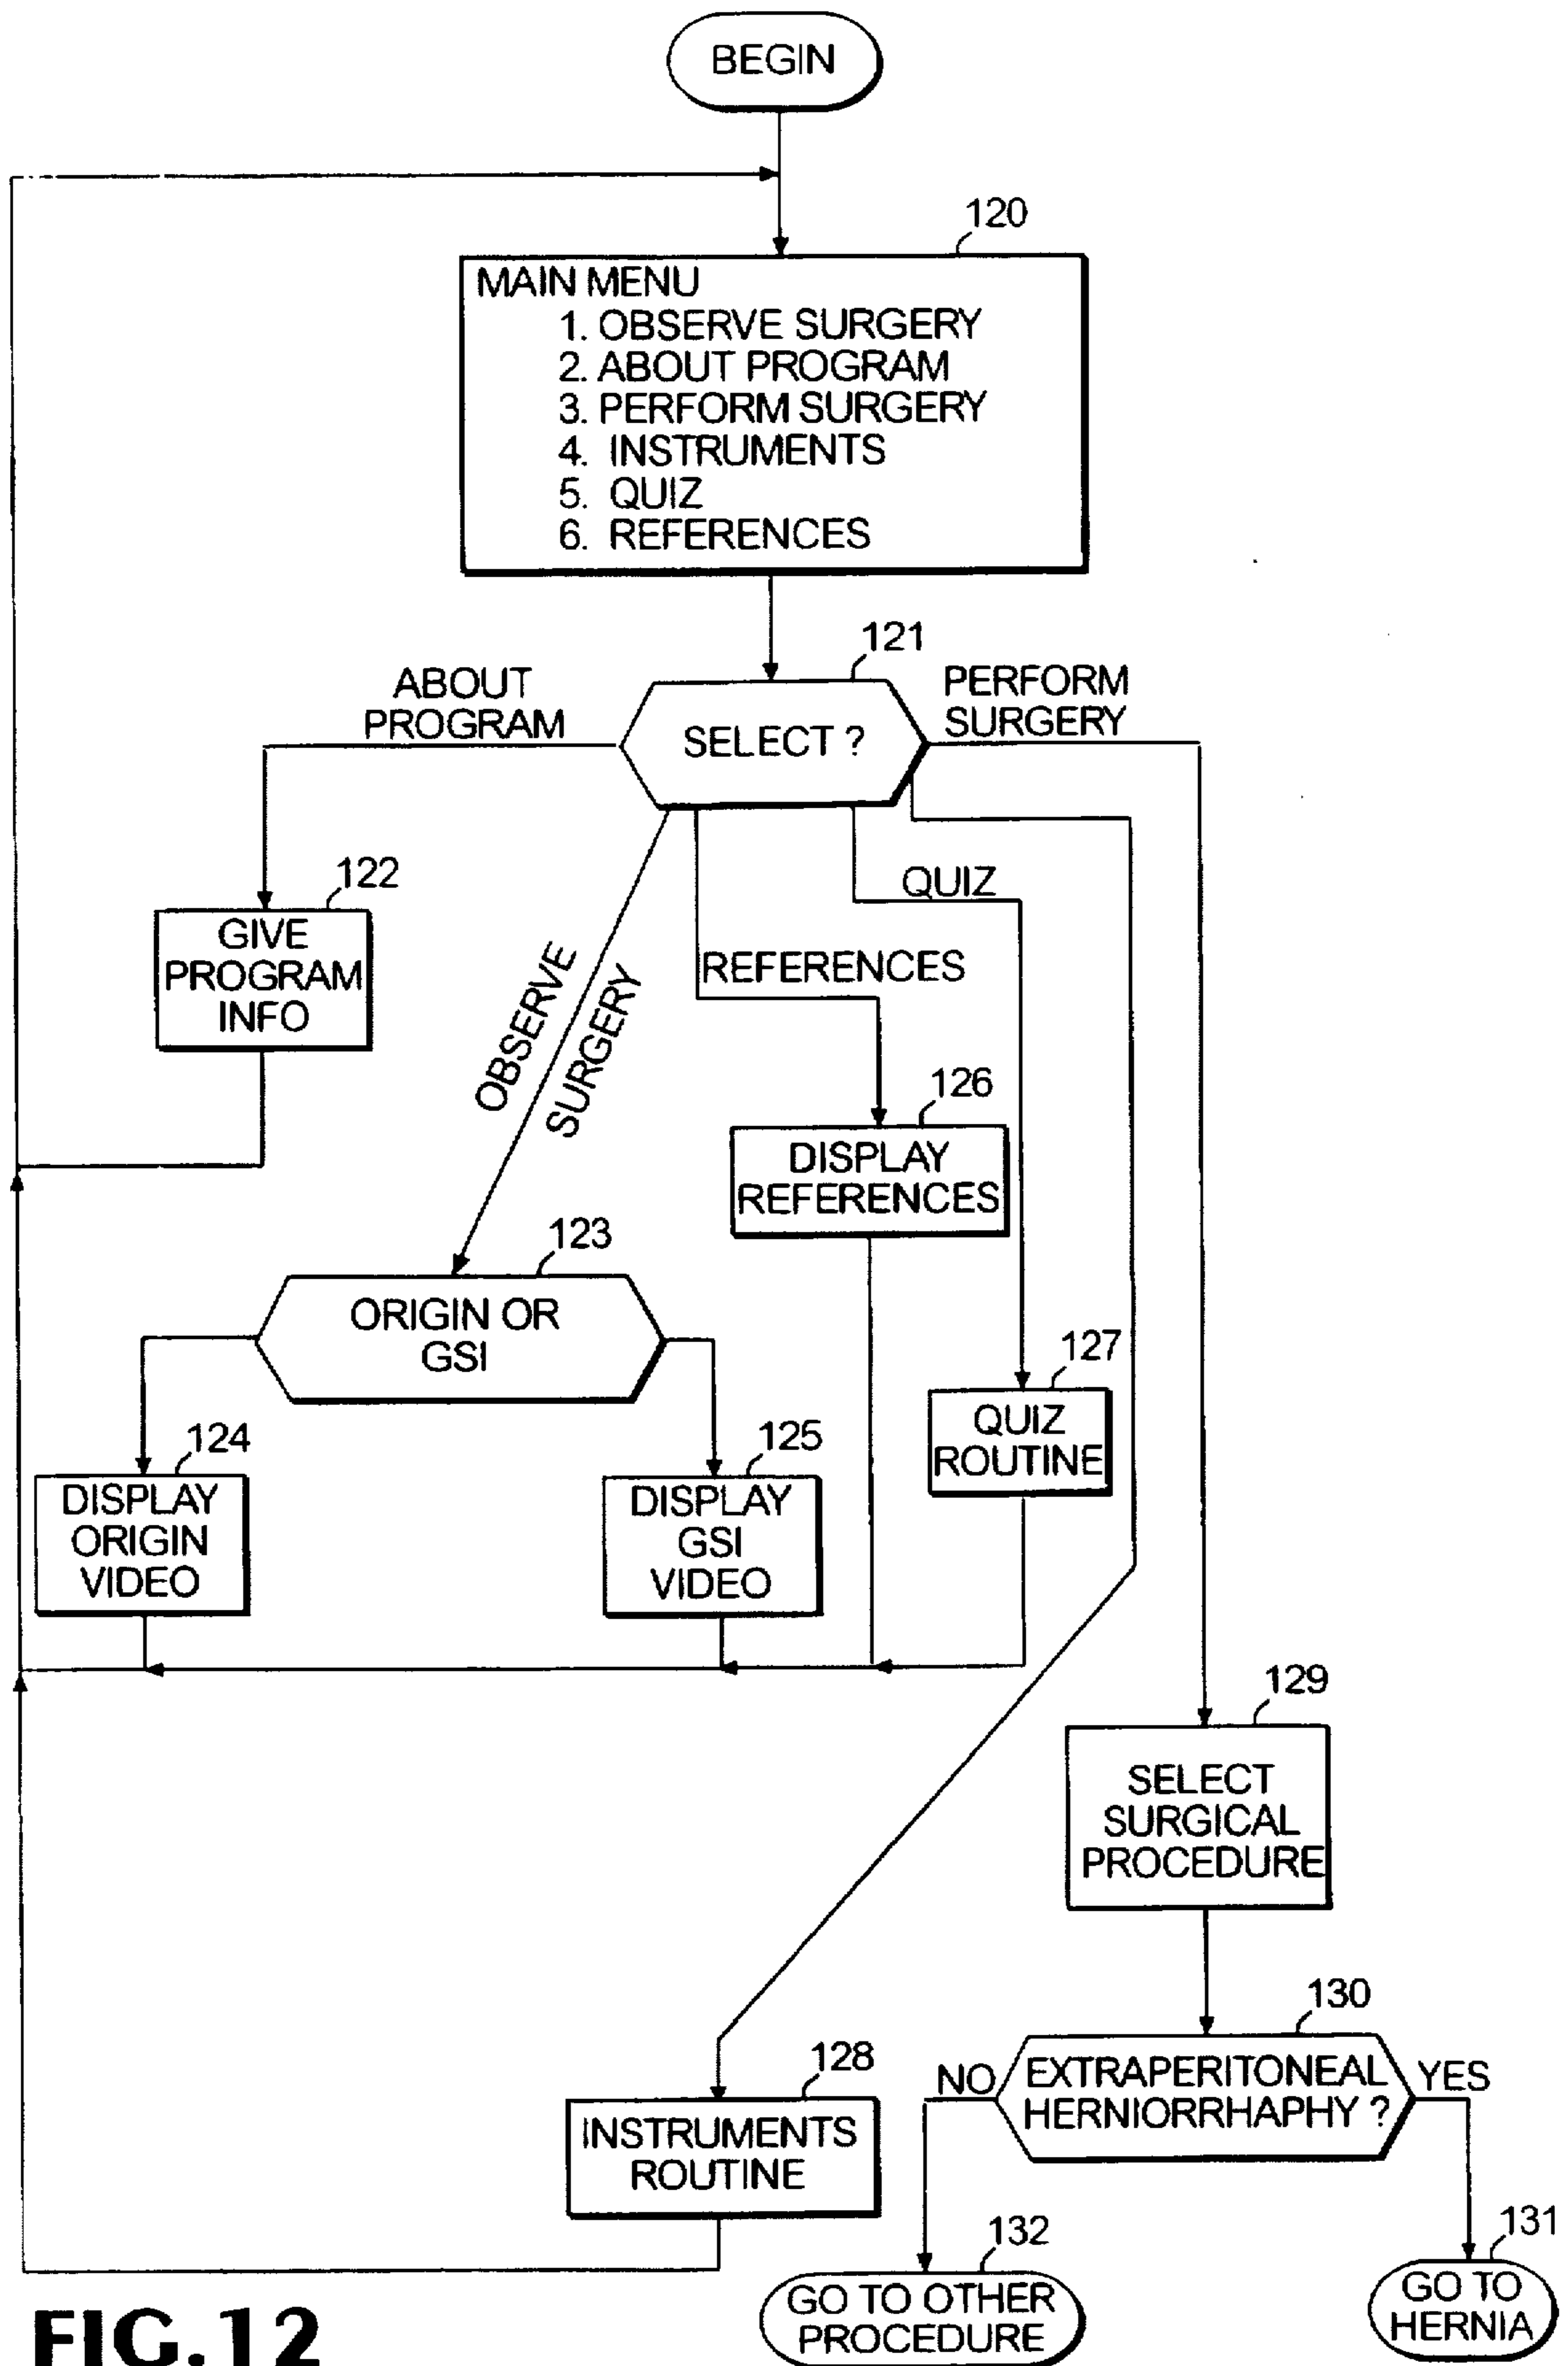 BEGIN
120
MAIN MENU
1. OBSERVE SURGERY
2. ABOUT PROGRAM
3. PERFORM SURGERY
4. INSTRUMENTS
5. QUIZ
6. REFERENCES
121
ABOUT
PROGRAM
SELECT ?
PERFORM
SURGERY
122
GIVE
PROGRAM
INFO
QUIZ
REFERENCES
OBSERVE
SURGERY
126
DISPLAY
REFERENCES
123
ORIGIN OR
GSI
127
QUIZ
ROUTINE
124
DISPLAY
ORIGIN
VIDEO
125
DISPLAY
GSI
VIDEO
129
SELECT
SURGICAL
PROCEDURE
130
NO
EXTRAPERITONEAL
HERNIORRHAPHY ?
YES
128
INSTRUMENTS
ROUTINE
132
GO TO OTHER
PROCEDURE
131
GO TO
HERNIA
FIG.12